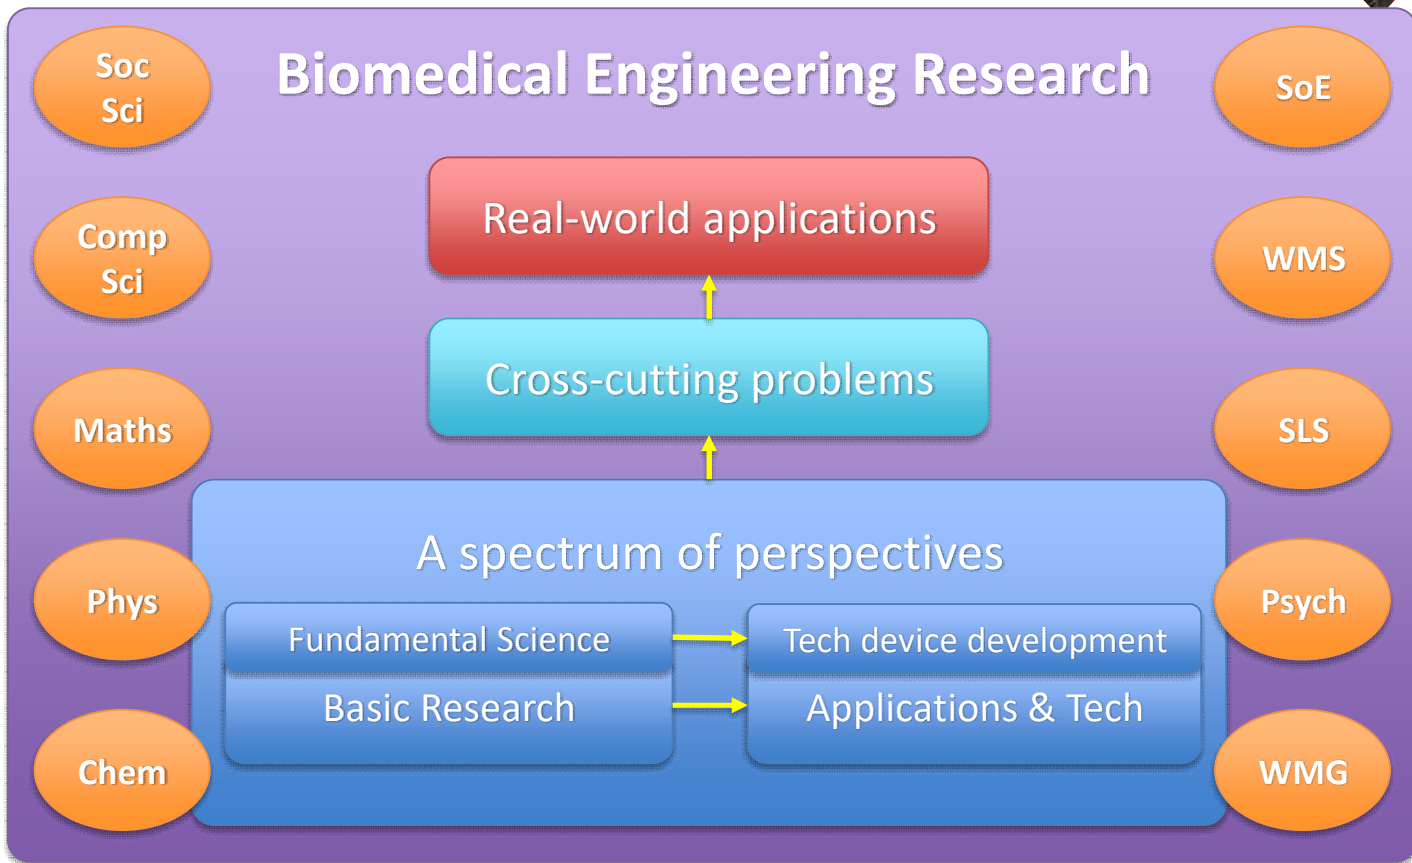 Biomedical Engineering Research
Soc
Sci
SoE
Real-world applications
Comp
Sci
WMS
Cross-cutting problems
Maths
SLS
A spectrum of perspectives
Phys
Psych
Fundamental Science
Tech device development
Basic Research
Applications & Tech
Chem
WMG